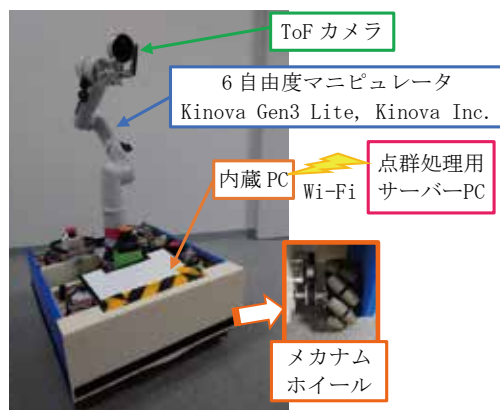 ToF カメラ
6 自由度マニピュレータ
Kinova Gen3 Lite, Kinova Inc.
内蔵 PC
Wi-Fi
点群処理用
サーバーPC
メカナム
ホイール